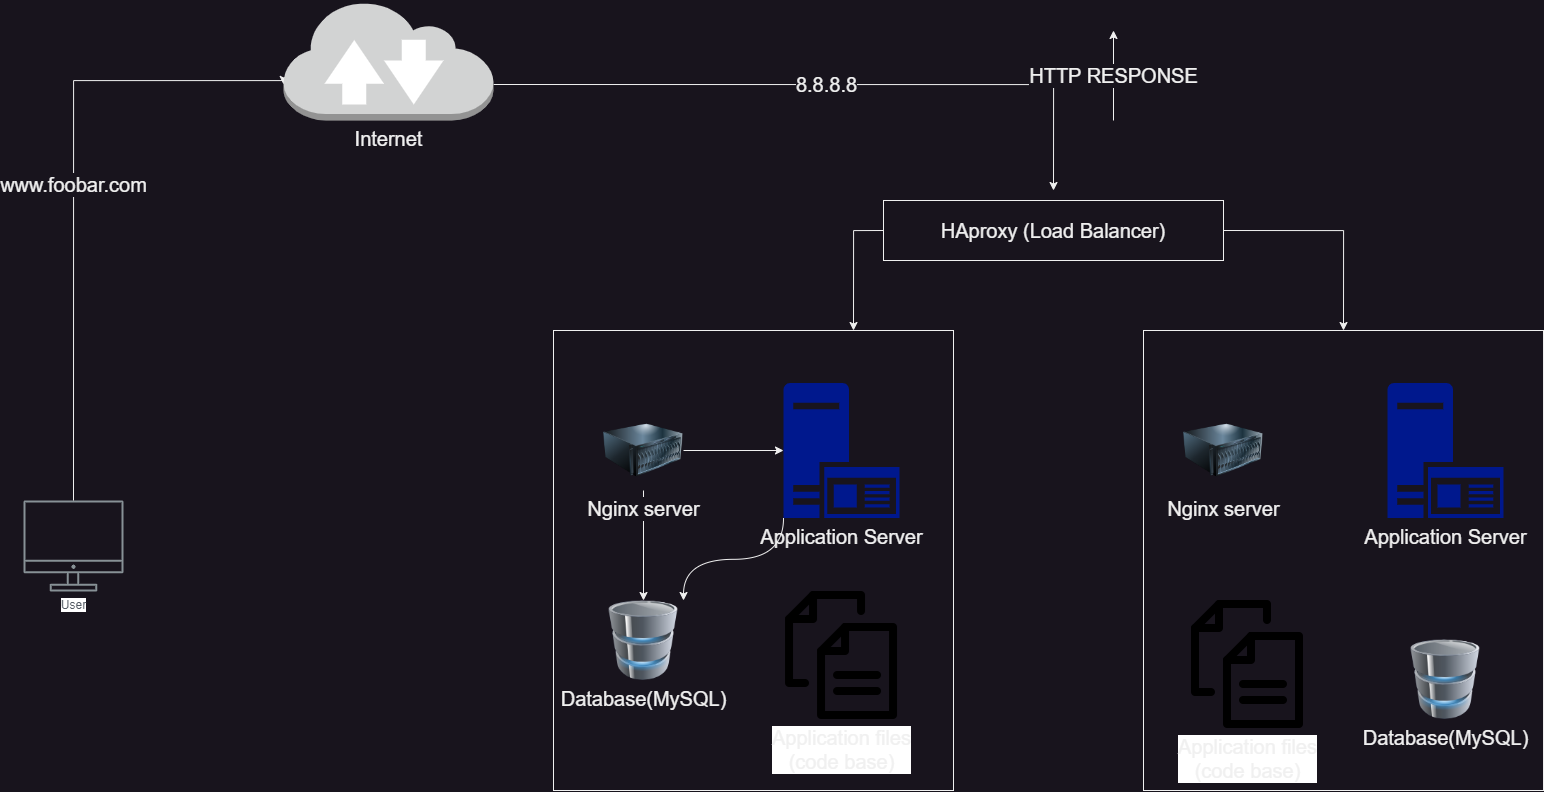 Internet
8.8.8.8
HTTP RESPONSE
www.foobar.com
HAproxy (Load Balancer)
User
Nginx server
Application Server
Database(MySQL)
Application files
(code base)
Nginx server
Application Server
Application files
(code base)
Database(MySQL)